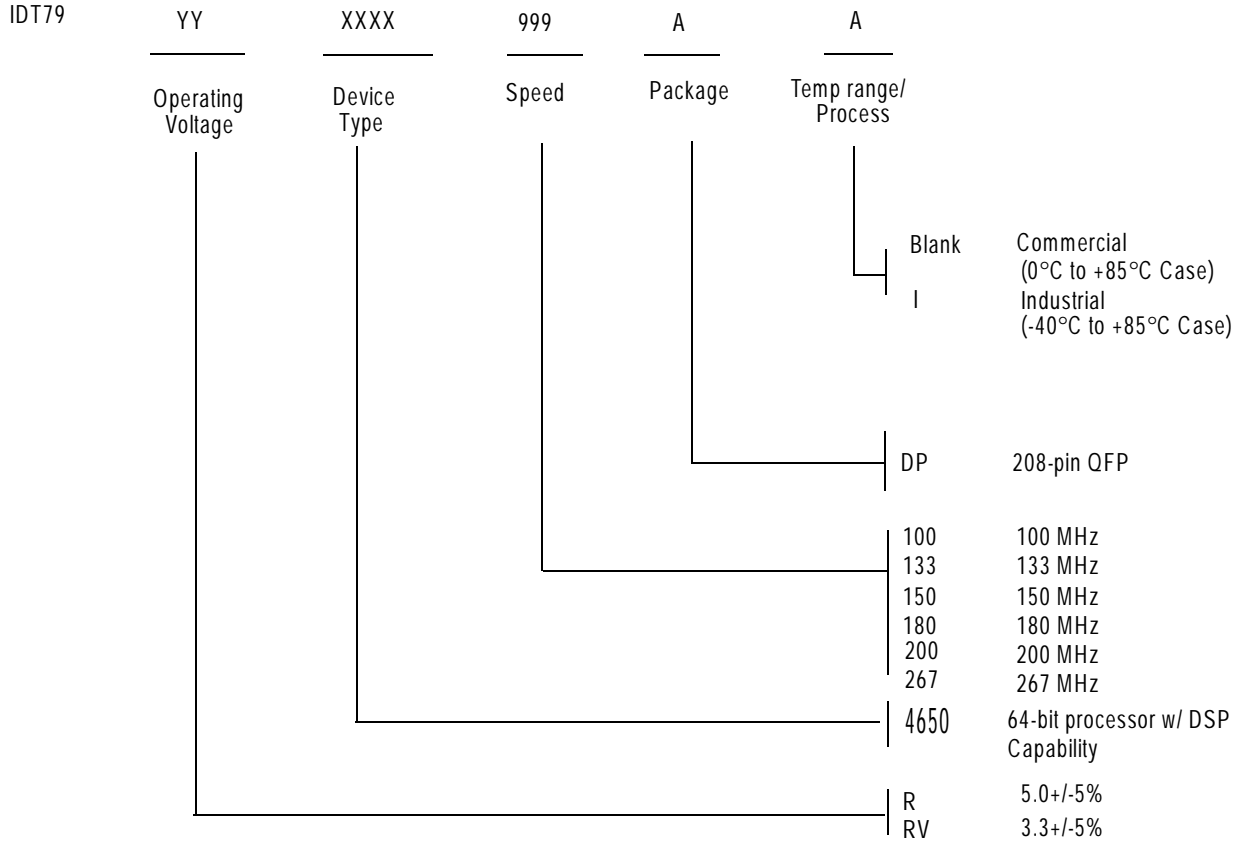 IDT79 YY XXXX 999 A A
Operating Voltage
Device Type
Speed
Package
Temp range/ Process
Blank Commercial
(0°C to +85°C Case)
I Industrial
(-40°C to +85°C Case)
DP 208-pin QFP
100 100 MHz
133 133 MHz
150 150 MHz
180 180 MHz
200 200 MHz
267 267 MHz
4650 64-bit processor w/ DSP
Capability
R 5.0+/-5%
RV 3.3+/-5%